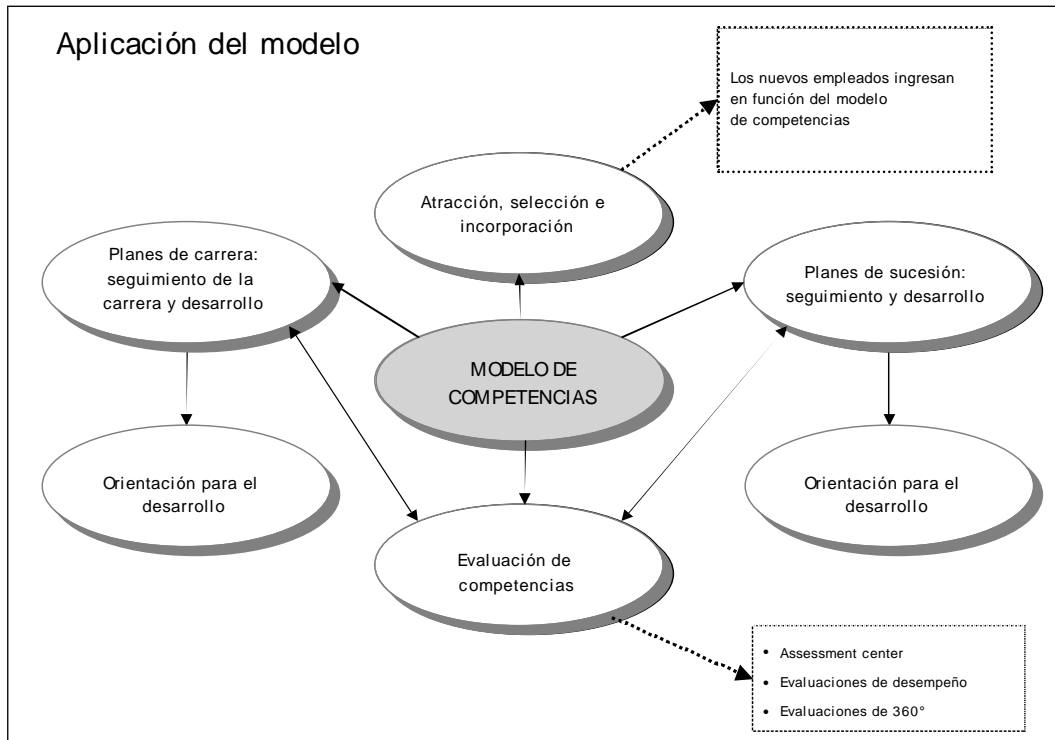 Aplicación del modelo
Los nuevos empleados ingresan
en función del modelo
de competencias
Atracción, selección e
incorporación
Planes de carrera:
seguimiento de la
carrera y desarrollo
Planes de sucesión:
seguimiento y desarrollo
MODELO DE
COMPETENCIAS
Orientación para el
desarrollo
Orientación para el
desarrollo
Evaluación de
competencias
• Assessment center
• Evaluaciones de desempeño
• Evaluaciones de 360°